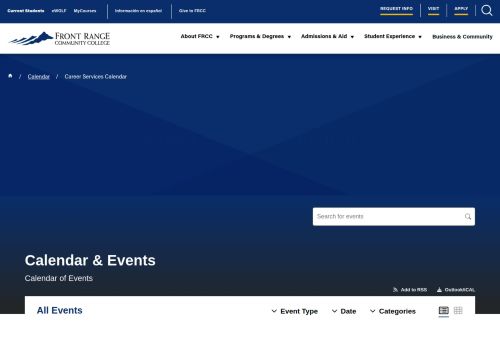 Current Students eWOLF MyCourses Información en español Give to FRCC REQUEST INFO VISIT APPLY
FRONT RANGE
COMMUNITY COLLEGE
About FRCC Programs & Degrees Admissions & Aid Student Experience Business & Community
/ Calendar / Career Services Calendar
Search for events
Calendar & Events
Calendar of Events
Add to RSS Outlook/iCAL
All Events Event Type Date Categories